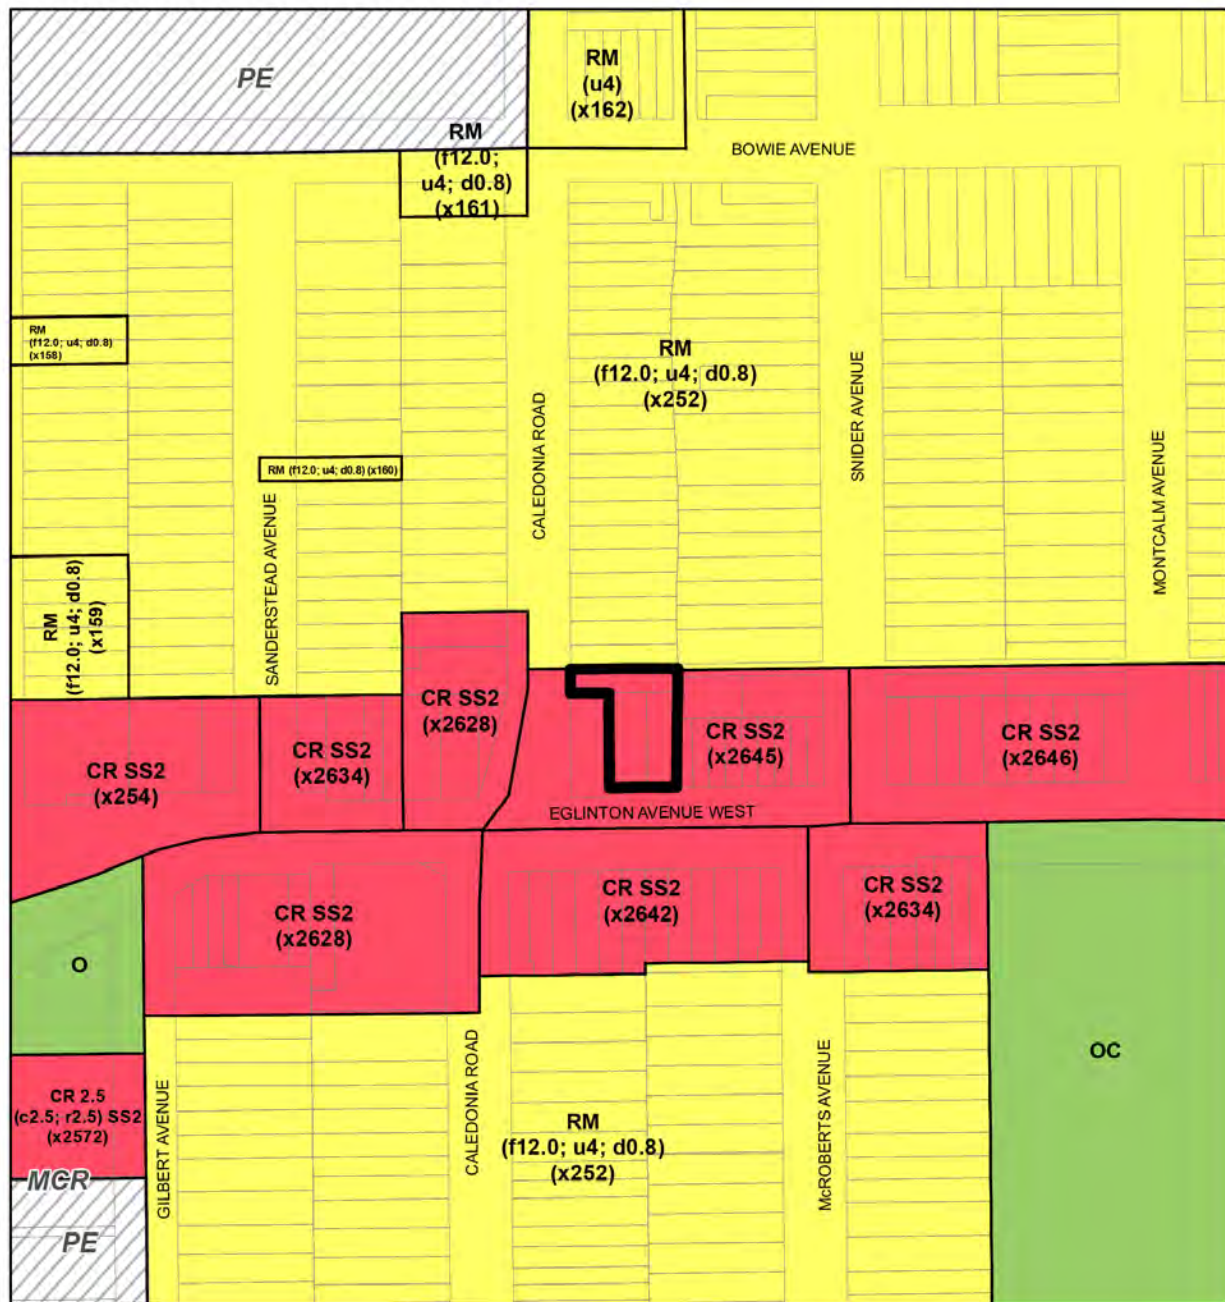 PE
RM
(u4)
(x162)
BOWIE AVENUE
RM
(f12.0;
u4; d0.8)
(x161)
RM
(f12.0; u4; d0.8)
(x158)
RM
(f12.0; u4; d0.8)
(x252)
SNIDER AVENUE
CALEDONIA ROAD
RM (f12.0; u4; d0.8) (x160)
MONTCALM AVENUE
SANDERSTEAD AVENUE
RM
(f12.0; u4; d0.8)
(x159)
CR SS2
(x2628)
CR SS2
(x254)
CR SS2
(x2634)
CR SS2
(x2645)
CR SS2
(x2646)
EGLINTON AVENUE WEST
CR SS2
(x2628)
CR SS2
(x2642)
CR SS2
(x2634)
O
OC
CR 2.5
(c2.5; r2.5) SS2
(x2572)
GILBERT AVENUE
CALEDONIA ROAD
RM
(f12.0; u4; d0.8)
(x252)
McROBERTS AVENUE
MCR
PE